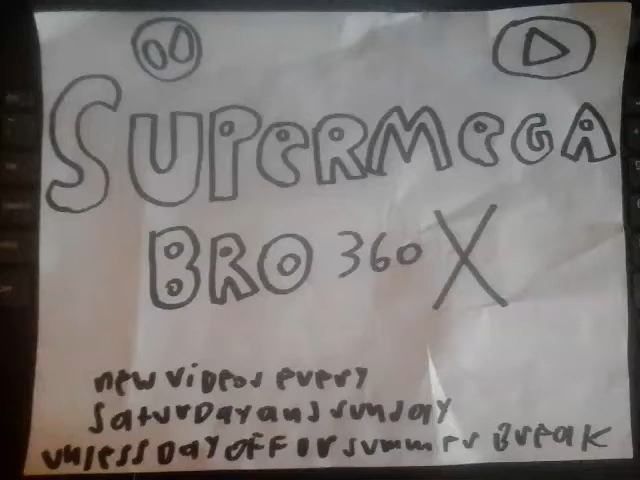 SUPeRMeGA
BRO 360 X
new videos every
saturday and sunday
unless day off or summer Break